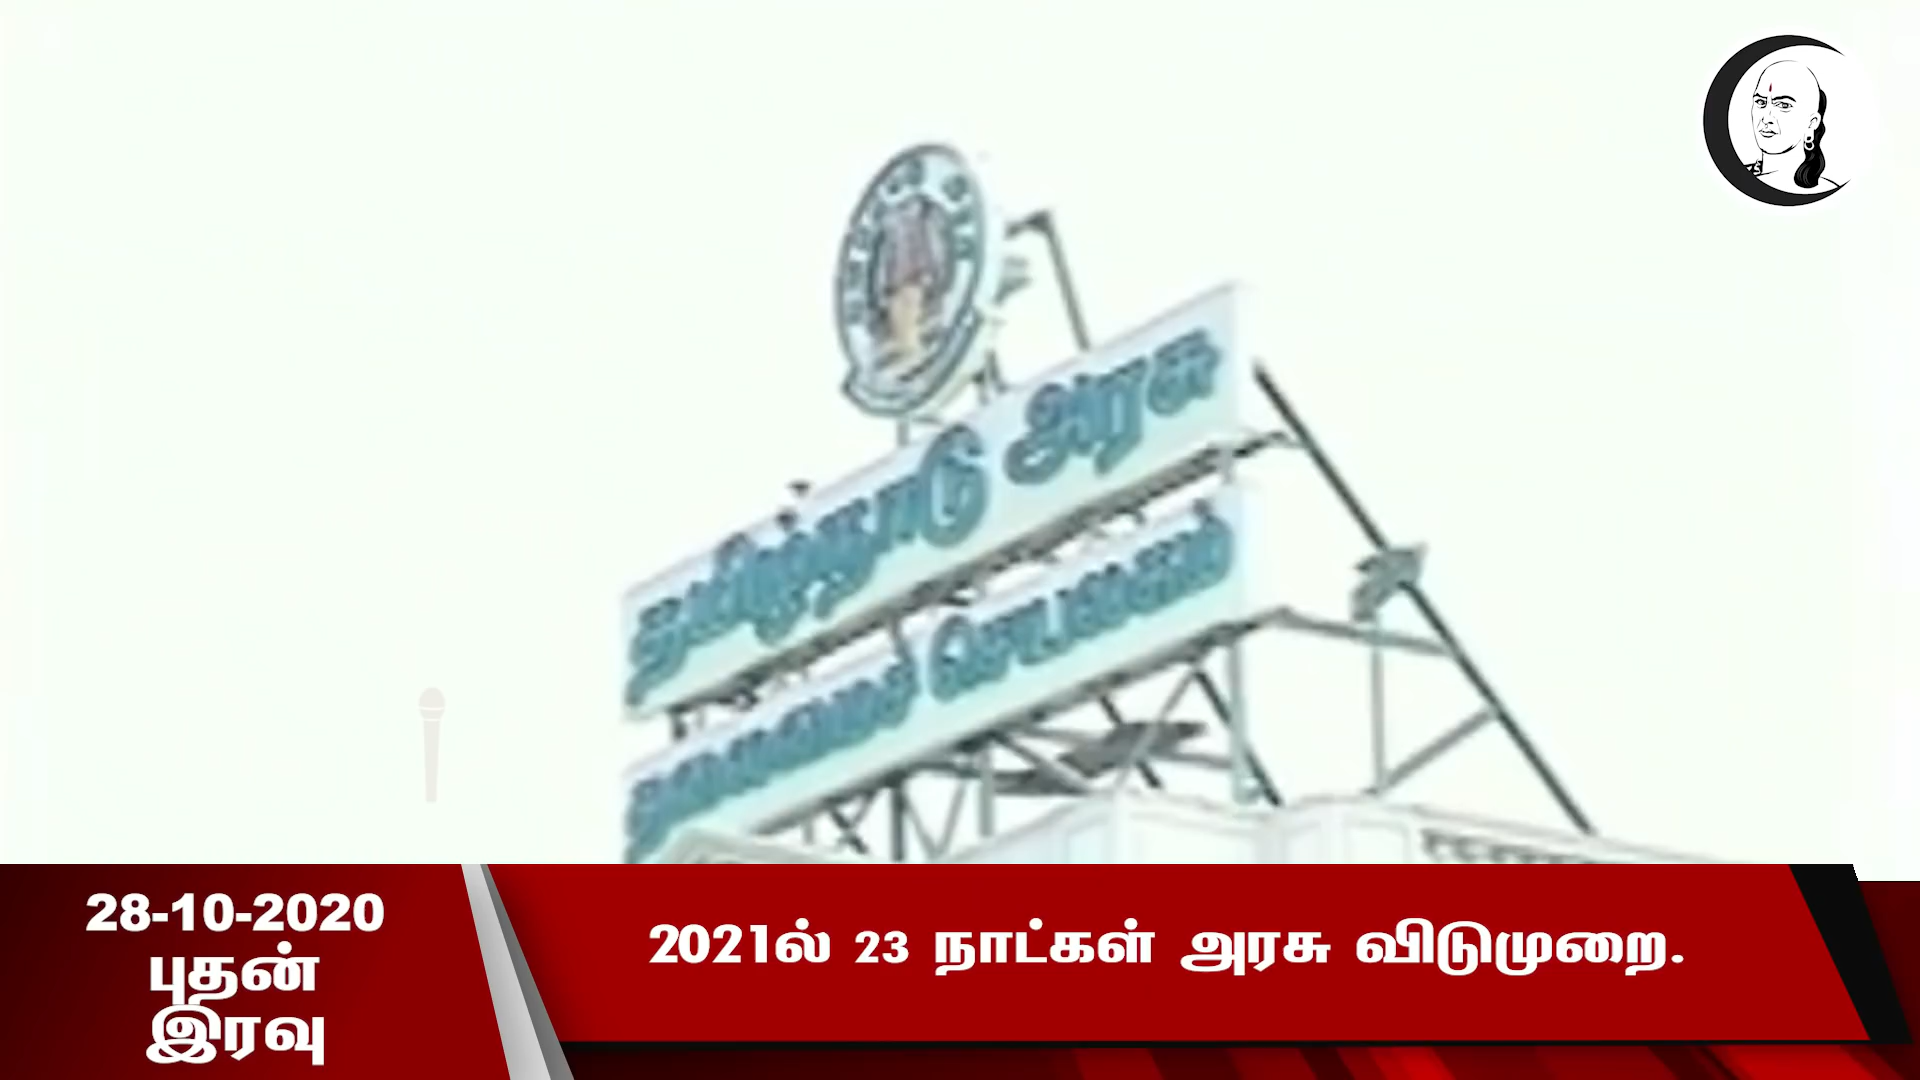 தமிழ்நாடு அரசு
தலைமைச் செயலகம்
28-10-2020
புதன்
இரவு
2021ல் 23 நாட்கள் அரசு விடுமுறை.